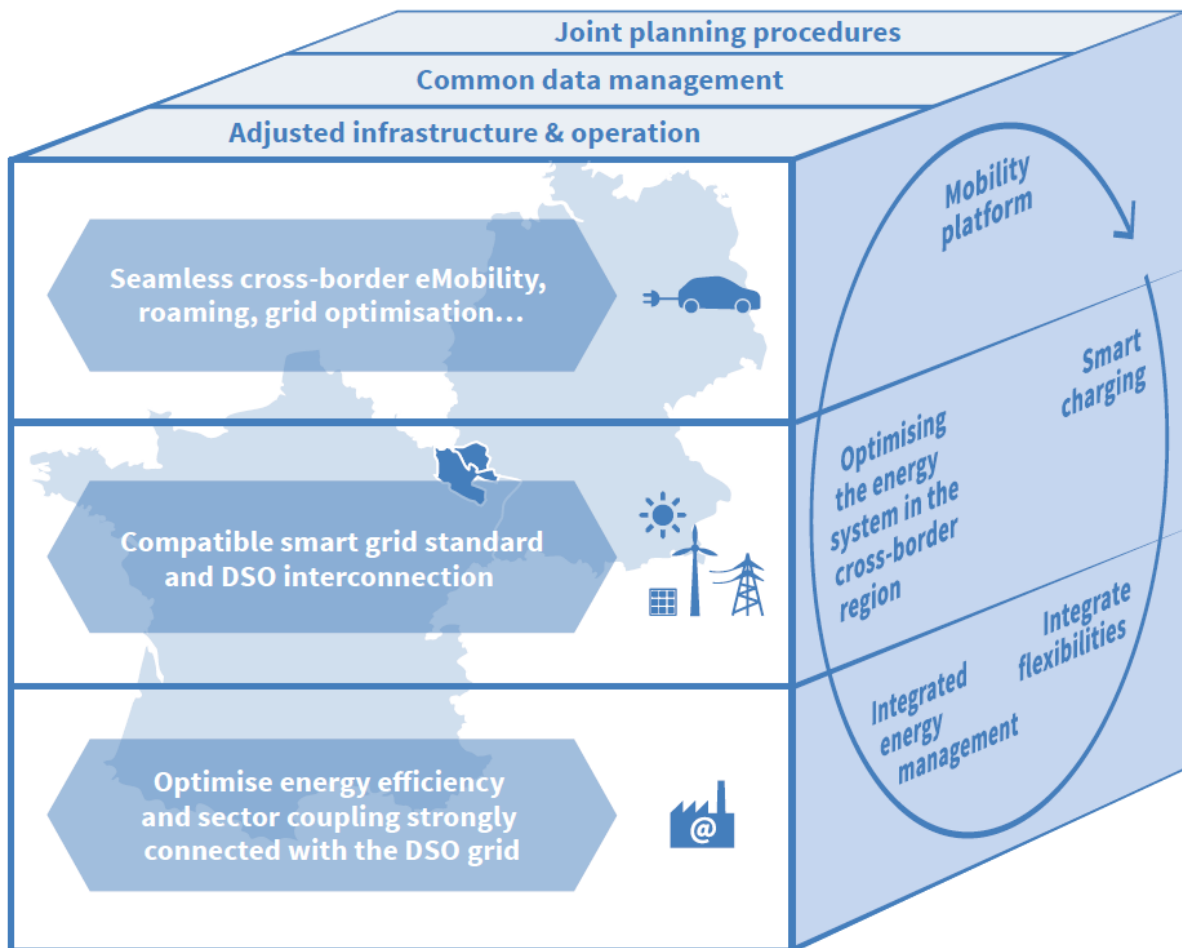 Joint planning procedures
Common data management
Adjusted infrastructure & operation
Seamless cross-border eMobility,
roaming, grid optimisation…
Compatible smart grid standard
and DSO interconnection
Optimise energy efficiency
and sector coupling strongly
connected with the DSO grid
@
Mobility
platform
Smart
charging
Optimising
the energy
system in the
cross-border
region
Integrate
flexibilities
Integrated
energy
management